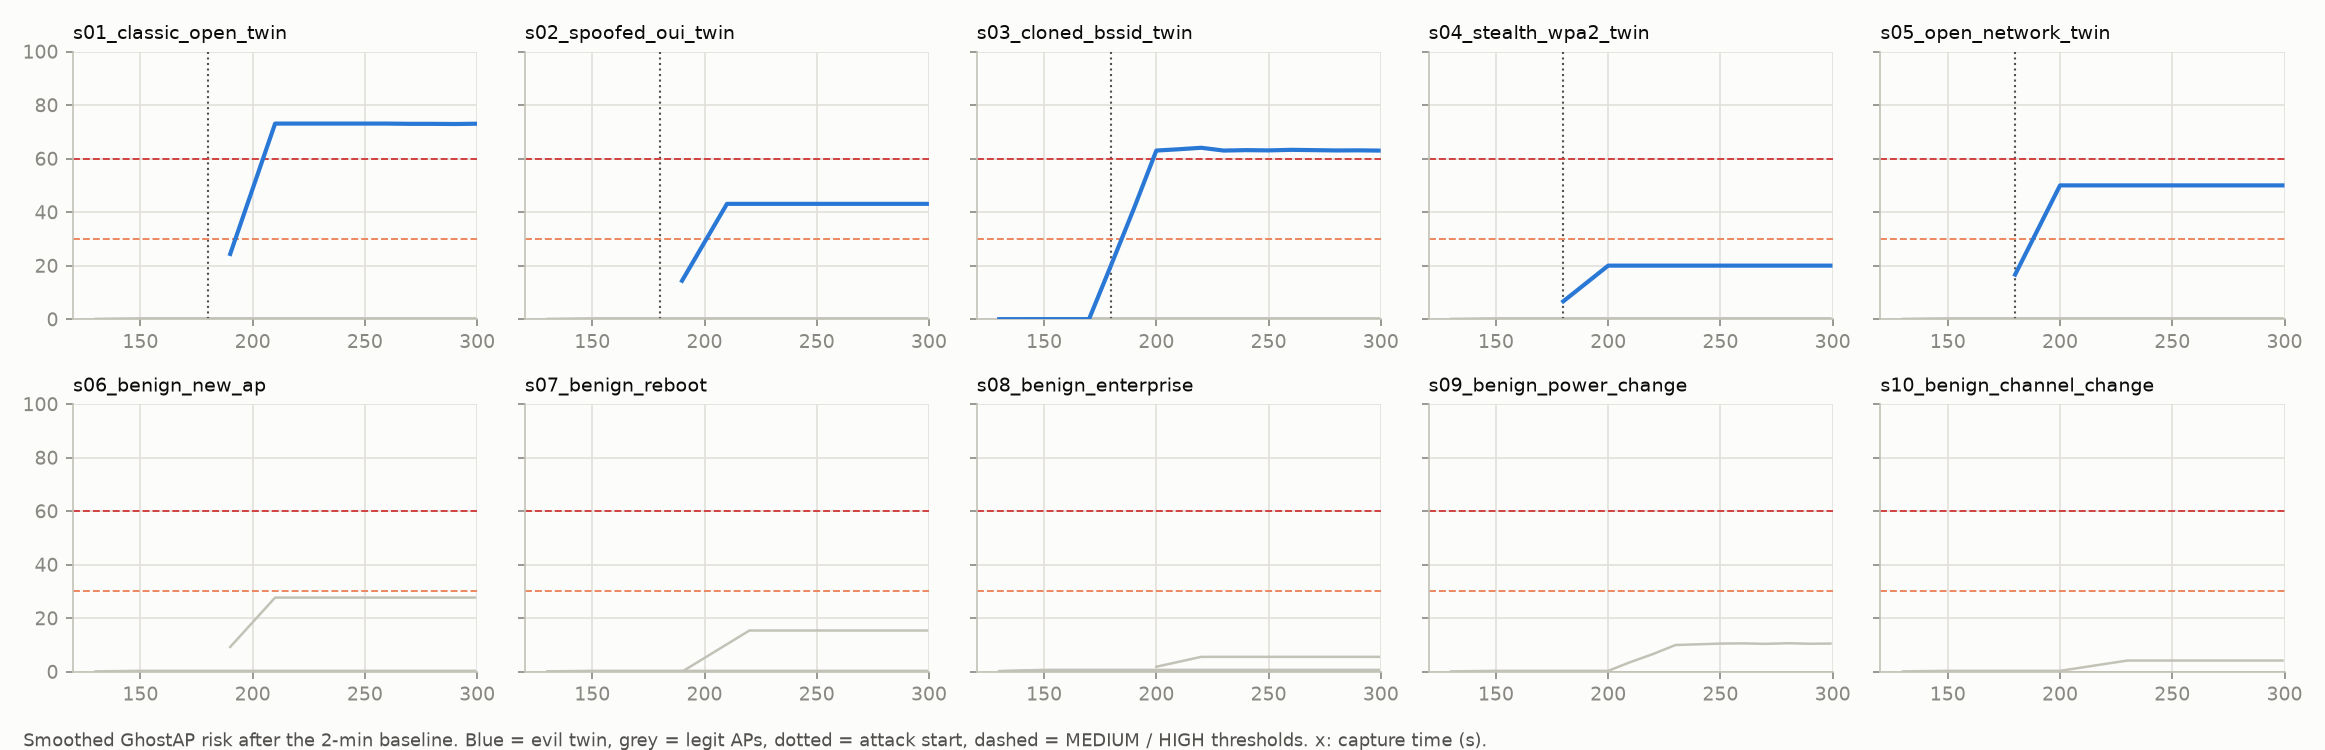 s01_classic_open_twin
s02_spoofed_oui_twin
s03_cloned_bssid_twin
s04_stealth_wpa2_twin
s05_open_network_twin
100
80
60
40
20
0
150 200 250 300
150 200 250 300
150 200 250 300
150 200 250 300
150 200 250 300
s06_benign_new_ap
s07_benign_reboot
s08_benign_enterprise
s09_benign_power_change
s10_benign_channel_change
100
80
60
40
20
0
150 200 250 300
150 200 250 300
150 200 250 300
150 200 250 300
150 200 250 300
Smoothed GhostAP risk after the 2-min baseline. Blue = evil twin, grey = legit APs, dotted = attack start, dashed = MEDIUM / HIGH thresholds. x: capture time (s).